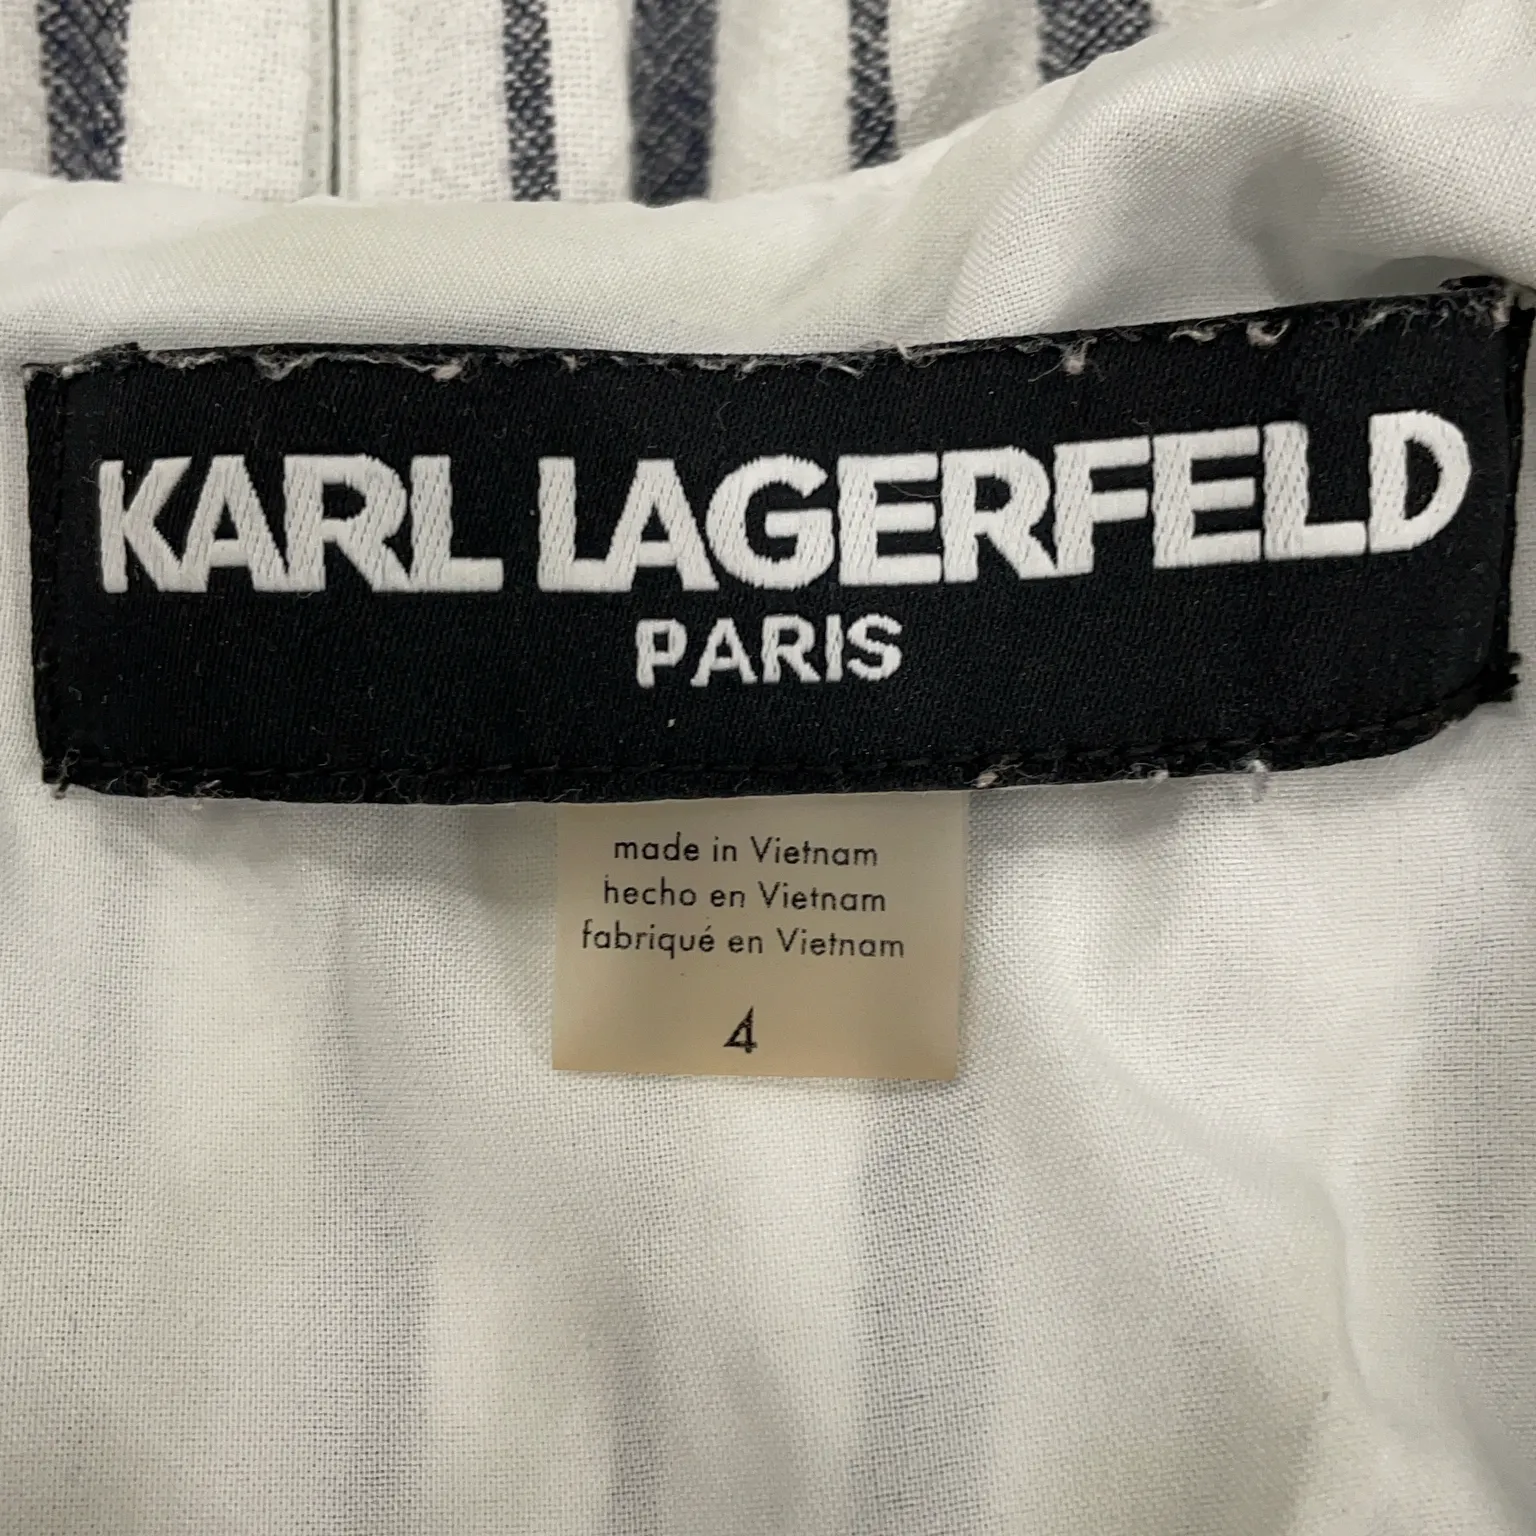 KARL LAGERFELD
PARIS
made in Vietnam
hecho en Vietnam
fabriqué en Vietnam
4